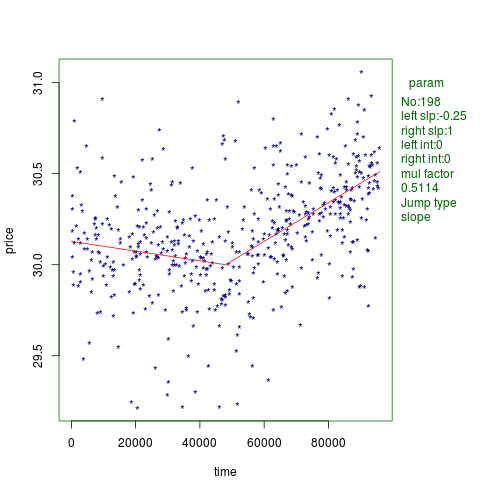 param
No:198
left slp:-0.25
right slp:1
left int:0
right int:0
mul factor
0.5114
Jump type
slope
31.0
30.5
30.0
29.5
price
0 20000 40000 60000 80000
time